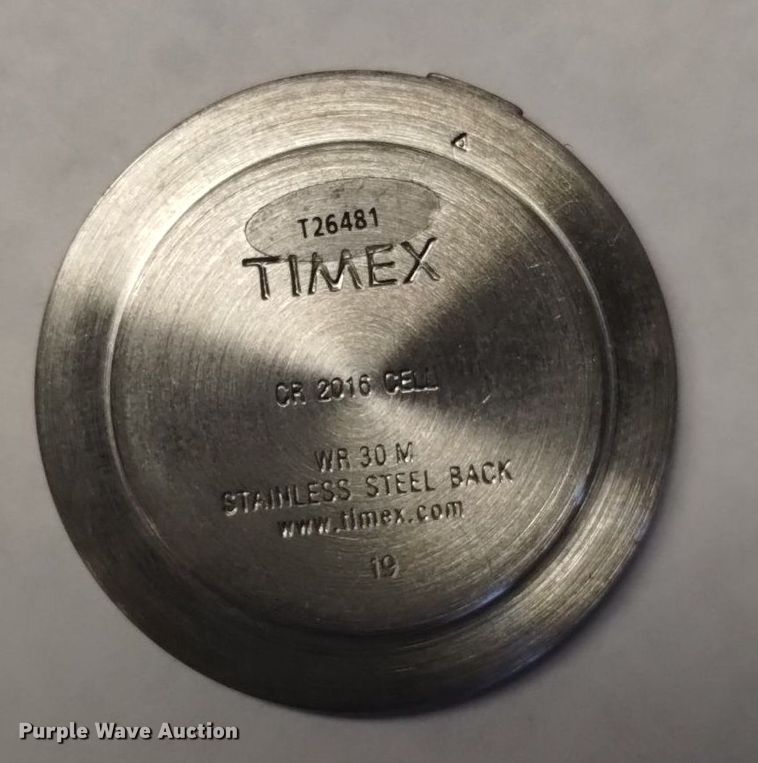 A
T26481
TIMEX
CR 2016 CELL
WR 30 M
STAINLESS STEEL BACK
www.timex.com
19
Purple Wave Auction